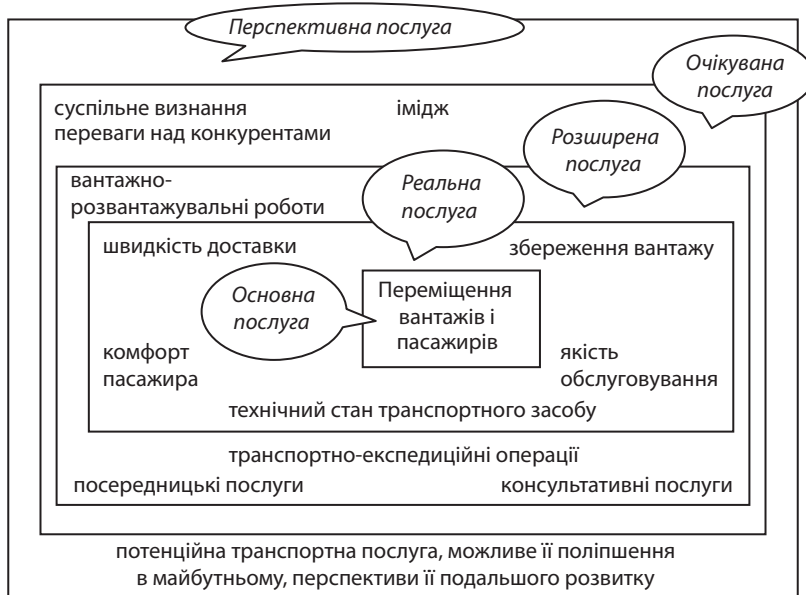 Перспективна послуга
Очікувана
послуга
суспільне визнання
переваги над конкурентами
імідж
Розширена
послуга
вантажно-
розвантажувальні роботи
Реальна
послуга
швидкість доставки
збереження вантажу
Основна
послуга
Переміщення
вантажів і
пасажирів
комфорт
пасажира
якість
обслуговування
технічний стан транспортного засобу
транспортно-експедиційні операції
посередницькі послуги
консультативні послуги
потенційна транспортна послуга, можливе її поліпшення
в майбутньому, перспективи її подальшого розвитку